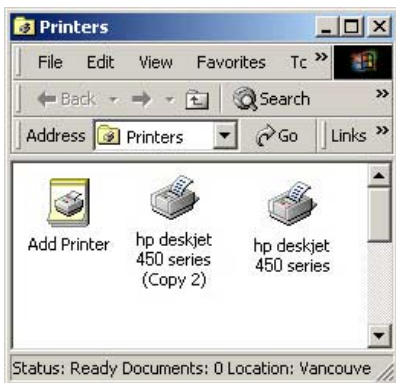 Printers
File Edit View Favorites Tc »
Back Search »
Address Printers Go Links »
Add Printer
hp deskjet
450 series
(Copy 2)
hp deskjet
450 series
Status: Ready Documents: 0 Location: Vancouve